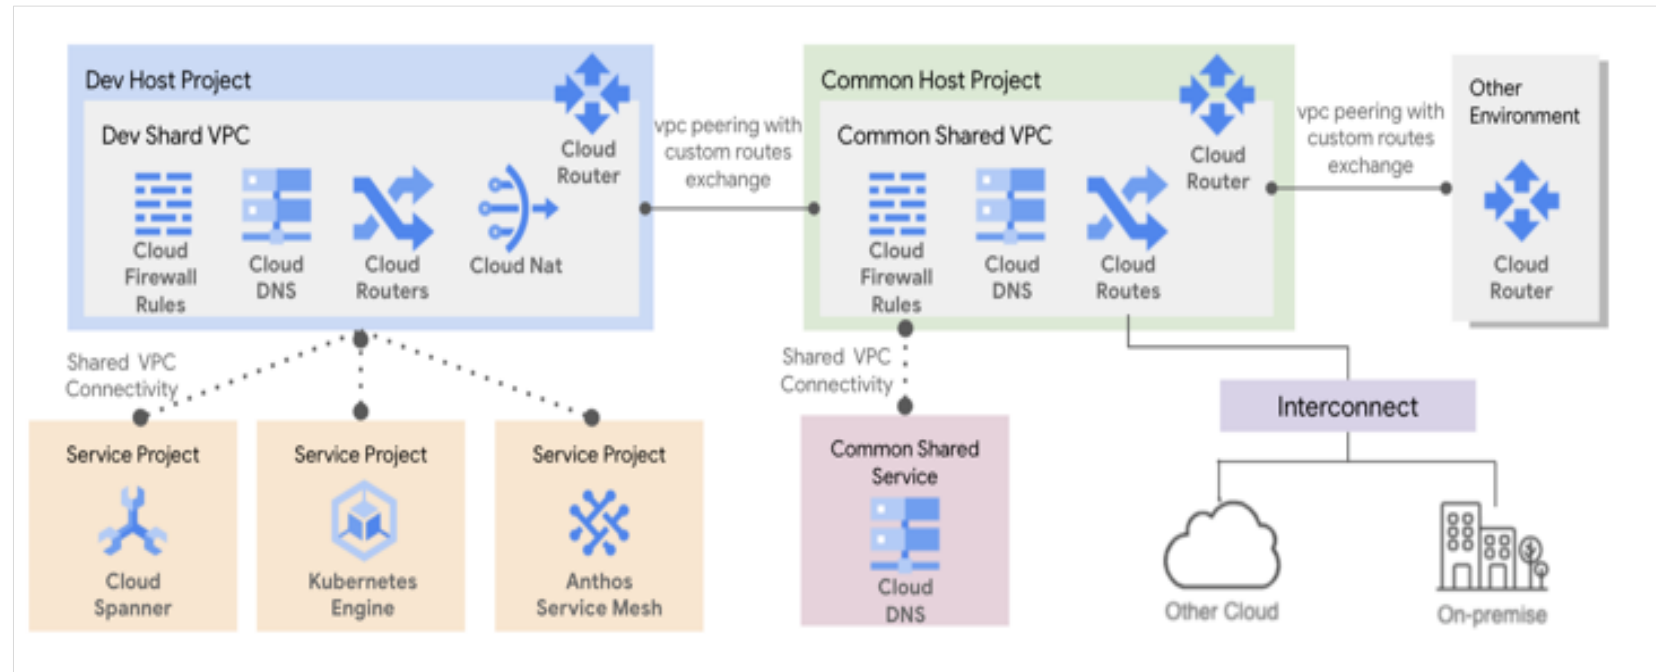 Dev Host Project
Dev Shard VPC
Cloud
Router
Cloud
Firewall
Rules
Cloud
DNS
Cloud
Routers
Cloud Nat
vpc peering with
custom routes
exchange
Common Host Project
Common Shared VPC
Cloud
Router
Cloud
Firewall
Rules
Cloud
DNS
Cloud
Routes
vpc peering with
custom routes
exchange
Other
Environment
Cloud
Router
Shared VPC
Connectivity
Service Project
Cloud
Spanner
Service Project
Kubernetes
Engine
Service Project
Anthos
Service Mesh
Shared VPC
Connectivity
Common Shared
Service
Cloud
DNS
Interconnect
Other Cloud
On-premise